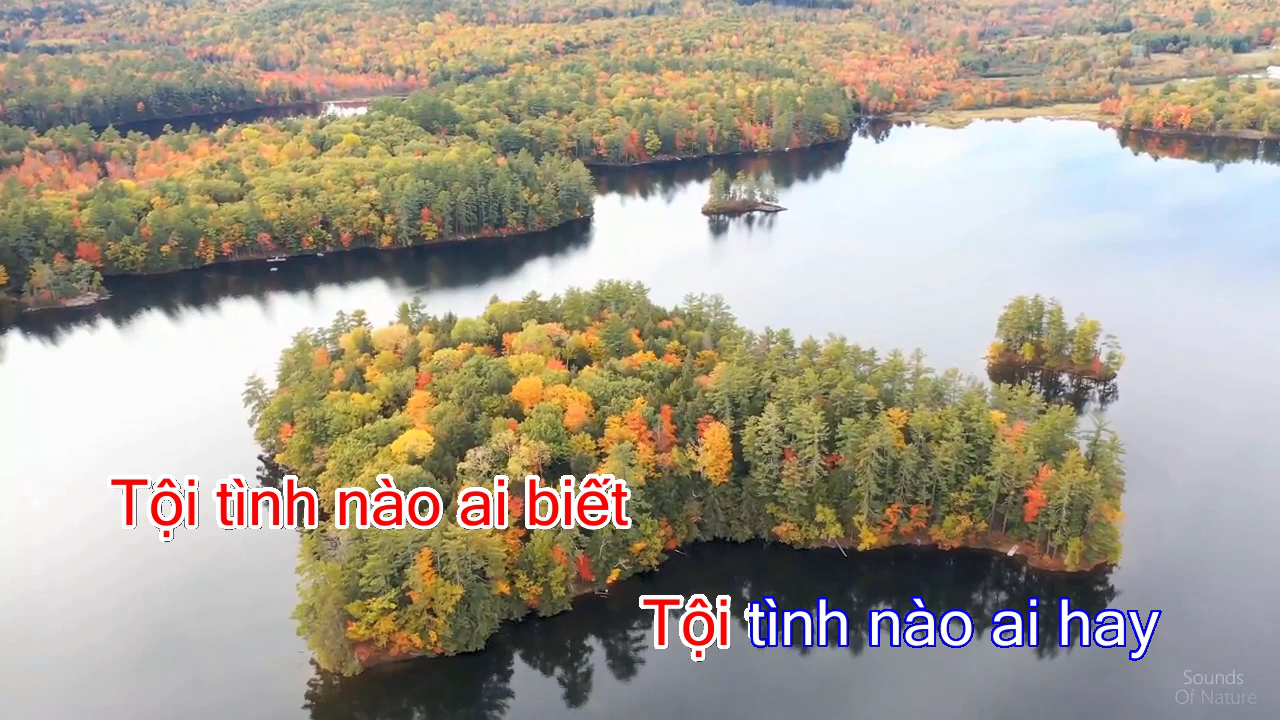 Tội tình nào ai biết
Tội tình nào ai hay
Sounds
Of Nature